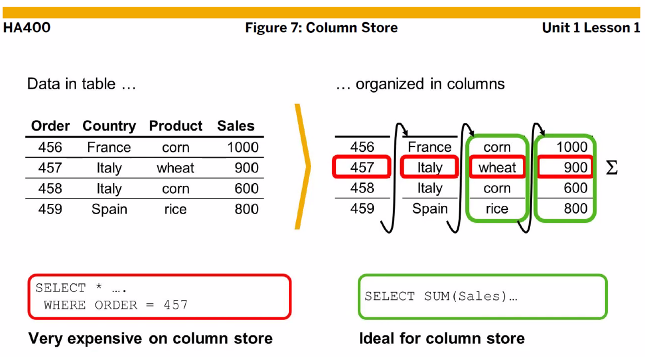 HA400 Figure 7: Column Store Unit 1 Lesson 1
Data in table …
Order Country Product Sales
456 France corn 1000
457 Italy wheat 900
458 Italy corn 600
459 Spain rice 800
… organized in columns
456 France corn 1000
457 Italy wheat 900 Σ
458 Italy corn 600
459 Spain rice 800
SELECT * ….
WHERE ORDER = 457
Very expensive on column store
SELECT SUM(Sales)…
Ideal for column store